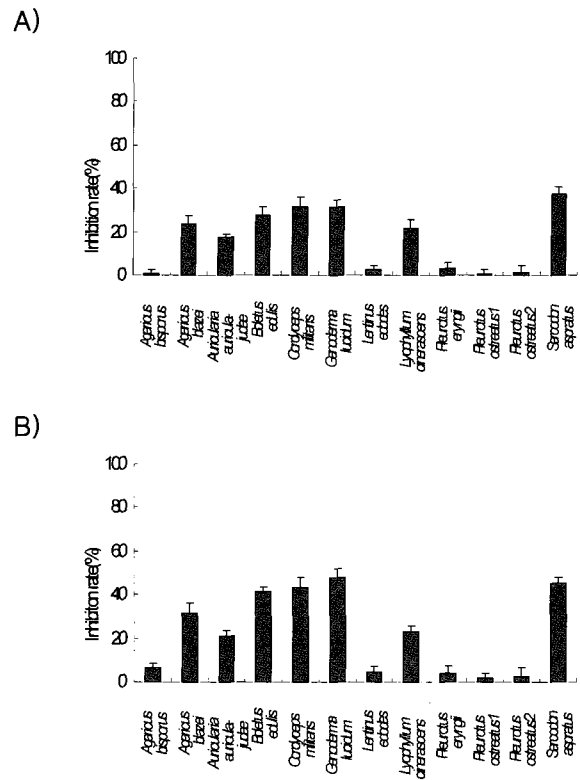 A)
Inhibition rate(%)
100
80
60
40
20
0
Agaricus
bisporus
Agaricus
blazei
Auricularia
auricula-
judae
Boletus
edulis
Cordyceps
militaris
Ganoderma
lucidum
Lentinus
edodes
Lyophyllum
cinerascens
Pleurotus
eryngii
Pleurotus
ostreatus1
Pleurotus
ostreatus2
Sarcodon
aspratus
B)
Inhibition rate(%)
100
80
60
40
20
0
Agaricus
bisporus
Agaricus
blazei
Auricularia
auricula-
judae
Boletus
edulis
Cordyceps
militaris
Ganoderma
lucidum
Lentinus
edodes
Lyophyllum
cinerascens
Pleurotus
eryngii
Pleurotus
ostreatus1
Pleurotus
ostreatus2
Sarcodon
aspratus